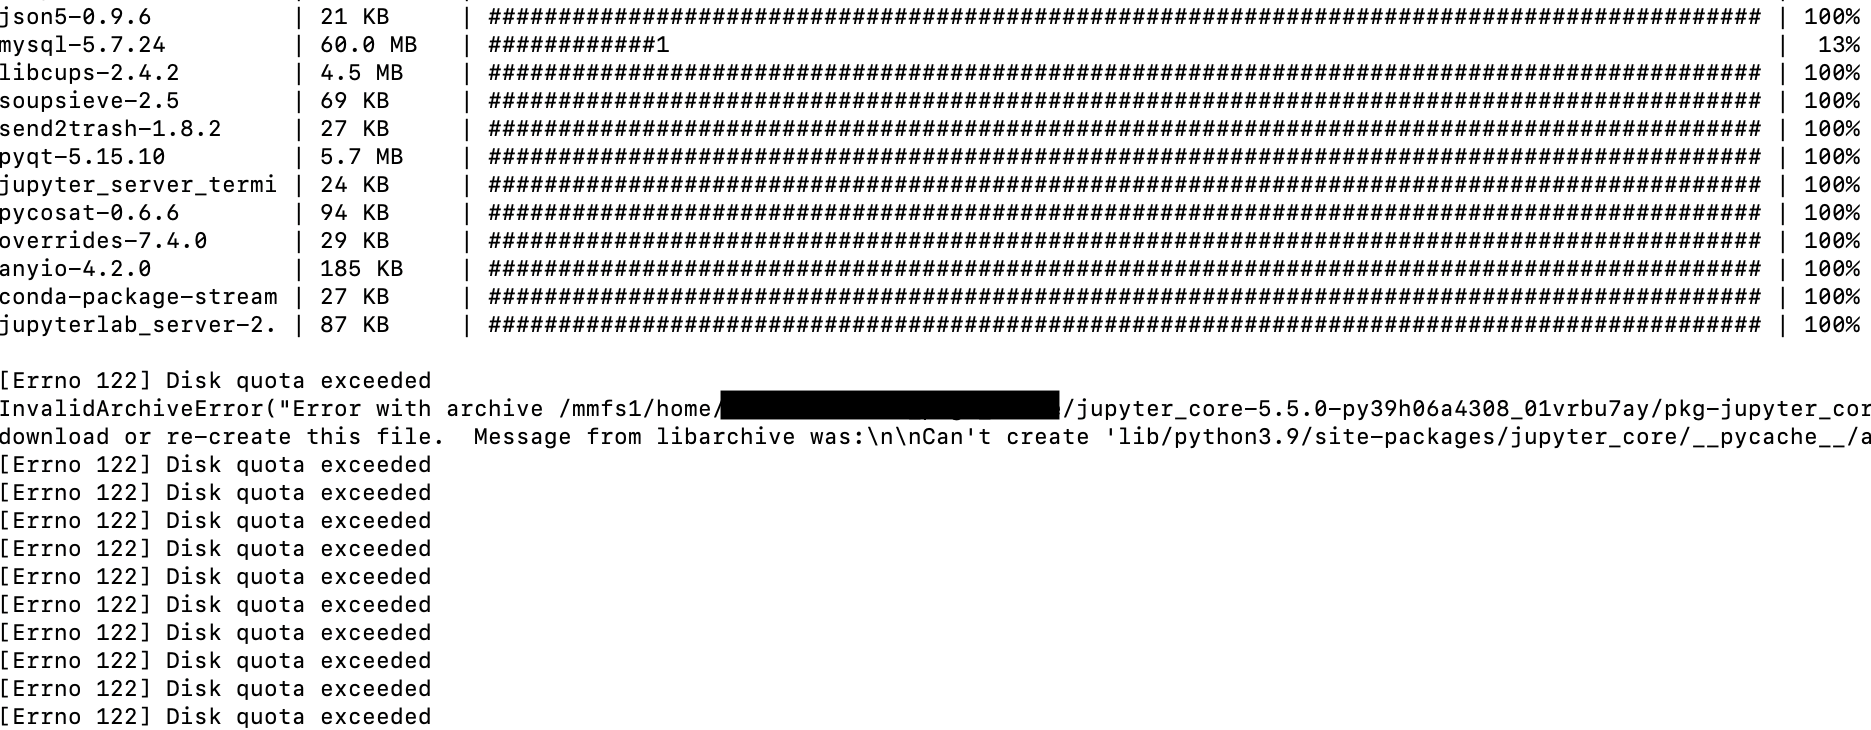 json5-0.9.6 | 21 KB | ########################################################################################### | 100%
mysql-5.7.24 | 60.0 MB | ############1 | 13%
libcups-2.4.2 | 4.5 MB | ########################################################################################### | 100%
soupsieve-2.5 | 69 KB | ########################################################################################### | 100%
send2trash-1.8.2 | 27 KB | ########################################################################################### | 100%
pyqt-5.15.10 | 5.7 MB | ########################################################################################### | 100%
jupyter_server_termi | 24 KB | ########################################################################################### | 100%
pycosat-0.6.6 | 94 KB | ########################################################################################### | 100%
overrides-7.4.0 | 29 KB | ########################################################################################### | 100%
anyio-4.2.0 | 185 KB | ########################################################################################### | 100%
conda-package-stream | 27 KB | ########################################################################################### | 100%
jupyterlab_server-2. | 87 KB | ########################################################################################### | 100%
[Errno 122] Disk quota exceeded
InvalidArchiveError("Error with archive /mmfs1/home/ /jupyter_core-5.5.0-py39h06a4308_01vrbu7ay/pkg-jupyter_cor
download or re-create this file.  Message from libarchive was:\n\nCan't create 'lib/python3.9/site-packages/jupyter_core/__pycache__/a
[Errno 122] Disk quota exceeded
[Errno 122] Disk quota exceeded
[Errno 122] Disk quota exceeded
[Errno 122] Disk quota exceeded
[Errno 122] Disk quota exceeded
[Errno 122] Disk quota exceeded
[Errno 122] Disk quota exceeded
[Errno 122] Disk quota exceeded
[Errno 122] Disk quota exceeded
[Errno 122] Disk quota exceeded